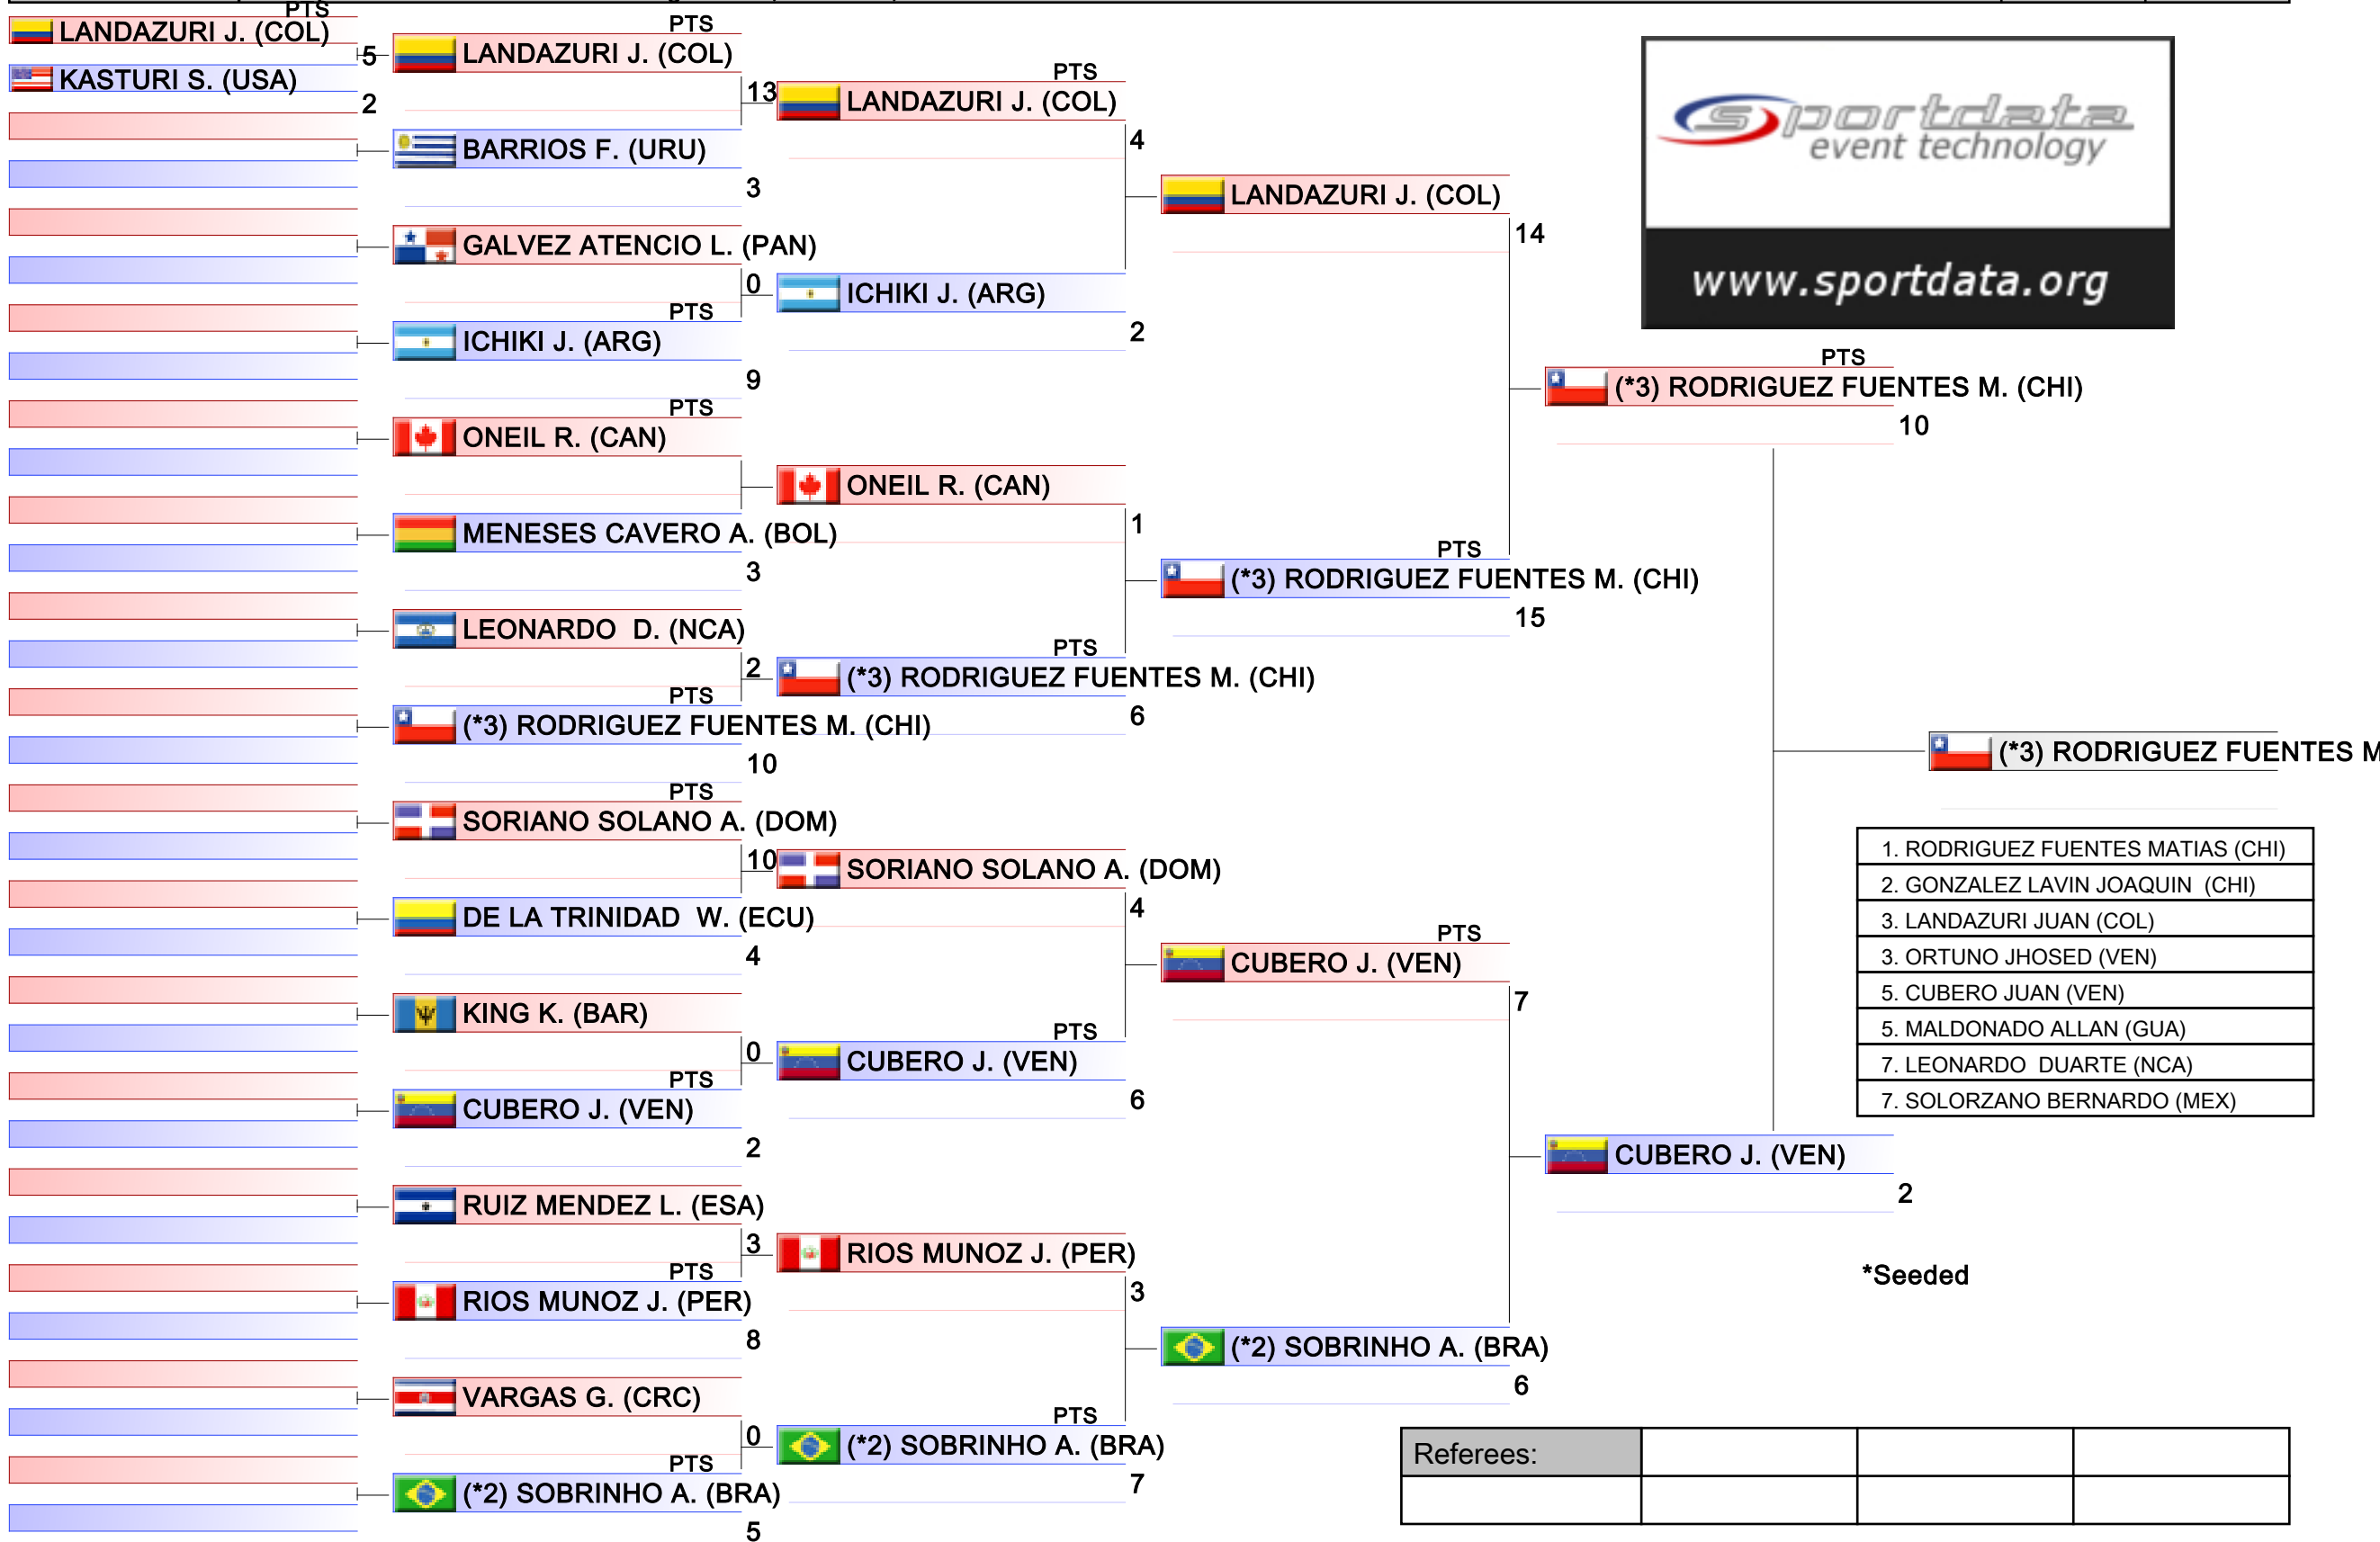 PTS
LANDAZURI J. (COL)
5
KASTURI S. (USA)
2
PTS
LANDAZURI J. (COL)
13
BARRIOS F. (URU)
3
GALVEZ ATENCIO L. (PAN)
0
PTS
ICHIKI J. (ARG)
9
PTS
ONEIL R. (CAN)
MENESES CAVERO A. (BOL)
3
LEONARDO  D. (NCA)
2
PTS
(*3) RODRIGUEZ FUENTES M. (CHI)
10
PTS
SORIANO SOLANO A. (DOM)
10
DE LA TRINIDAD  W. (ECU)
4
KING K. (BAR)
0
PTS
CUBERO J. (VEN)
2
RUIZ MENDEZ L. (ESA)
3
PTS
RIOS MUNOZ J. (PER)
8
VARGAS G. (CRC)
0
PTS
(*2) SOBRINHO A. (BRA)
5
PTS
LANDAZURI J. (COL)
4
ICHIKI J. (ARG)
2
ONEIL R. (CAN)
1
PTS
(*3) RODRIGUEZ FUENTES M. (CHI)
6
SORIANO SOLANO A. (DOM)
4
PTS
CUBERO J. (VEN)
6
RIOS MUNOZ J. (PER)
3
PTS
(*2) SOBRINHO A. (BRA)
7
LANDAZURI J. (COL)
14
PTS
(*3) RODRIGUEZ FUENTES M. (CHI)
15
PTS
CUBERO J. (VEN)
7
(*2) SOBRINHO A. (BRA)
6
sportdata
event technology
www.sportdata.org
PTS
(*3) RODRIGUEZ FUENTES M. (CHI)
10
CUBERO J. (VEN)
2
(*3) RODRIGUEZ FUENTES M
1. RODRIGUEZ FUENTES MATIAS (CHI)
2. GONZALEZ LAVIN JOAQUIN  (CHI)
3. LANDAZURI JUAN (COL)
3. ORTUNO JHOSED (VEN)
5. CUBERO JUAN (VEN)
5. MALDONADO ALLAN (GUA)
7. LEONARDO  DUARTE (NCA)
7. SOLORZANO BERNARDO (MEX)
*Seeded
Referees: